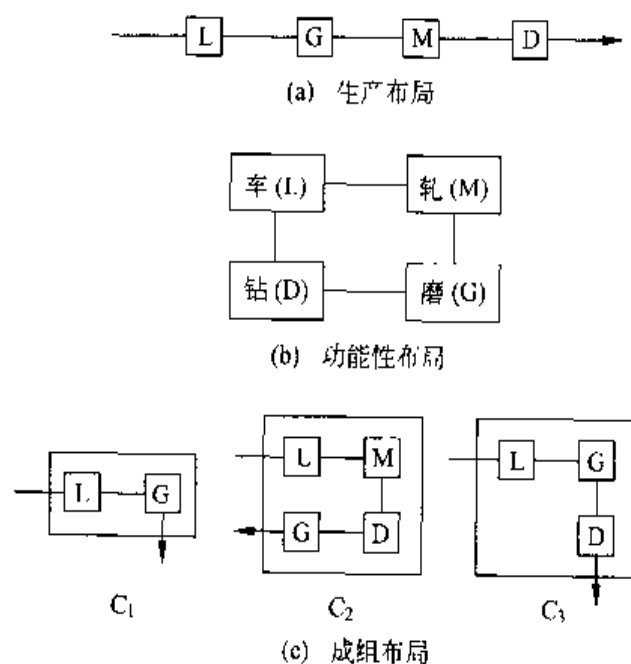 L G M D
(a) 生产布局
车 (L) 轧 (M)
钻 (D) 磨 (G)
(b) 功能性布局
L G
L M
G D
L G
D
C₁ C₂ C₃
(c) 成组布局